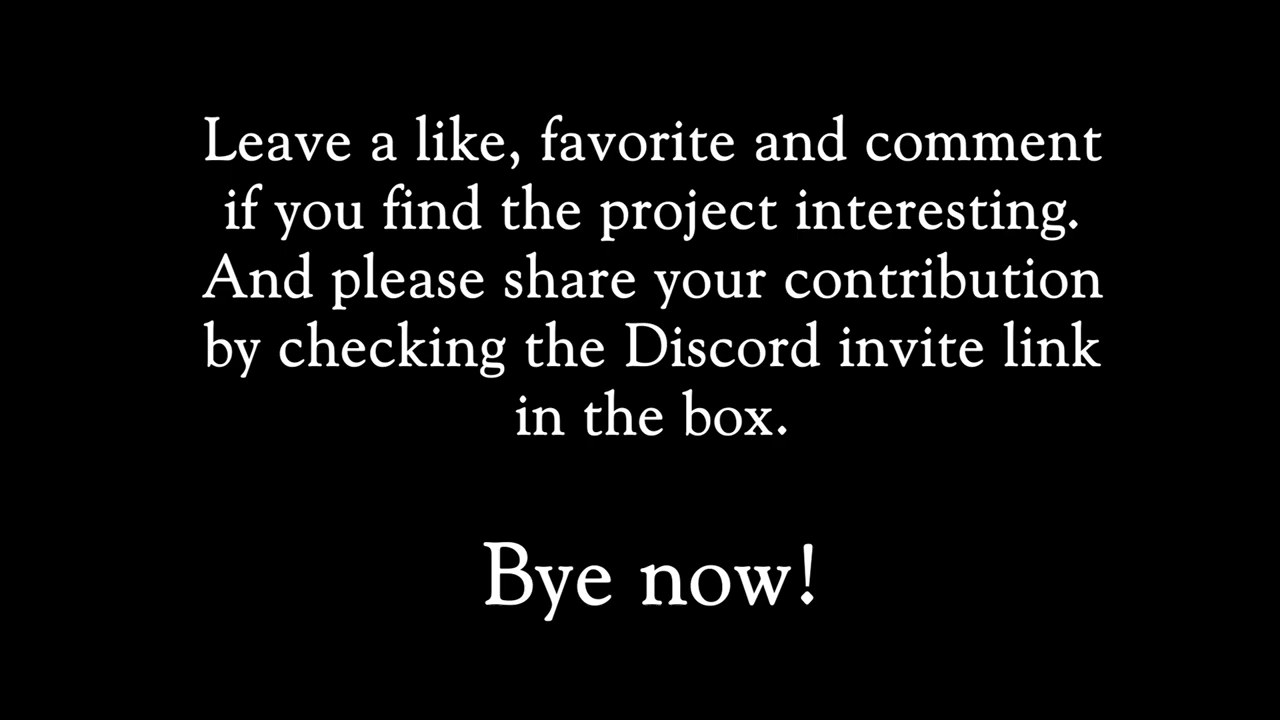 Leave a like, favorite and comment
if you find the project interesting.
And please share your contribution
by checking the Discord invite link
in the box.
Bye now!